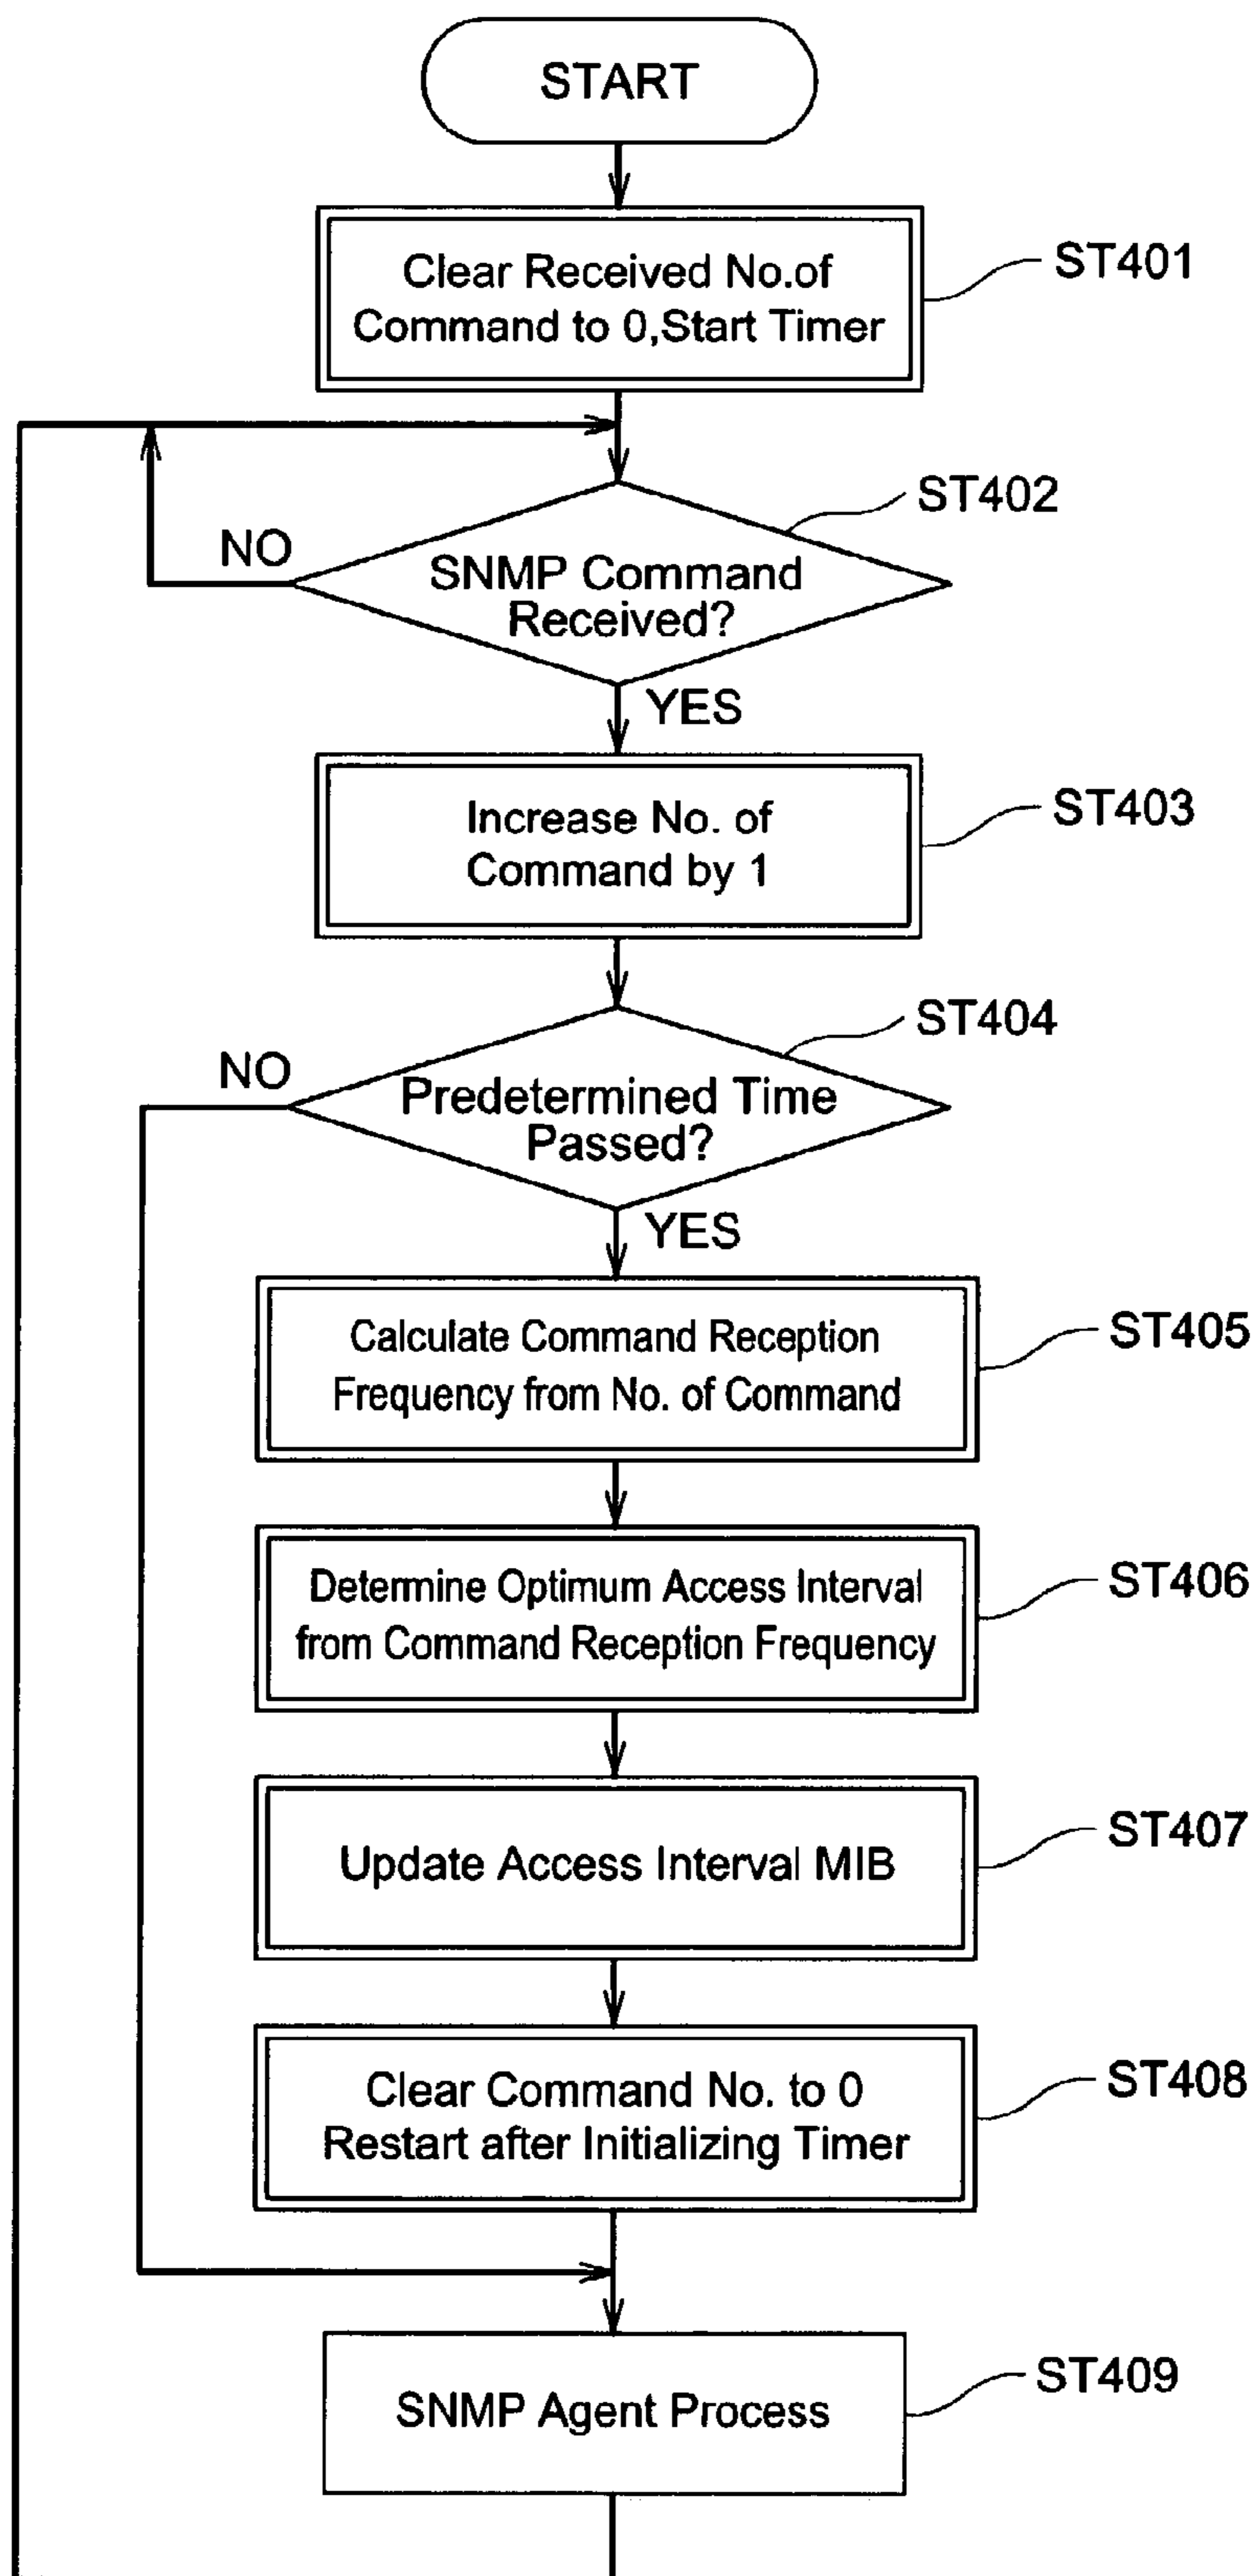 START
Clear Received No.of
Command to 0,Start Timer
ST401
ST402
NO
SNMP Command
Received?
YES
Increase No. of
Command by 1
ST403
ST404
NO
Predetermined Time
Passed?
YES
Calculate Command Reception
Frequency from No. of Command
ST405
Determine Optimum Access Interval
from Command Reception Frequency
ST406
Update Access Interval MIB
ST407
Clear Command No. to 0
Restart after Initializing Timer
ST408
SNMP Agent Process
ST409